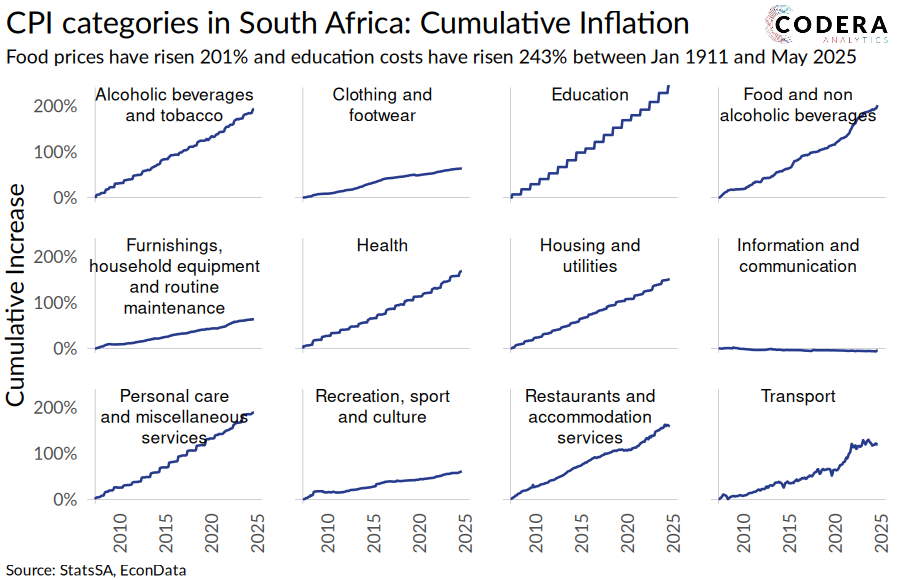 CPI categories in South Africa: Cumulative Inflation
CODERA
ANALYTICS
Food prices have risen 201% and education costs have risen 243% between Jan 1911 and May 2025
Cumulative Increase
Alcoholic beverages
and tobacco
Clothing and
footwear
Education
Food and non
alcoholic beverages
200%
100%
0%
Furnishings,
household equipment
and routine
maintenance
Health
Housing and
utilities
Information and
communication
200%
100%
0%
Personal care
and miscellaneous
services
Recreation, sport
and culture
Restaurants and
accommodation
services
Transport
200%
100%
0%
2010 2015 2020 2025 2010 2015 2020 2025 2010 2015 2020 2025 2010 2015 2020 2025
Source: StatsSA, EconData